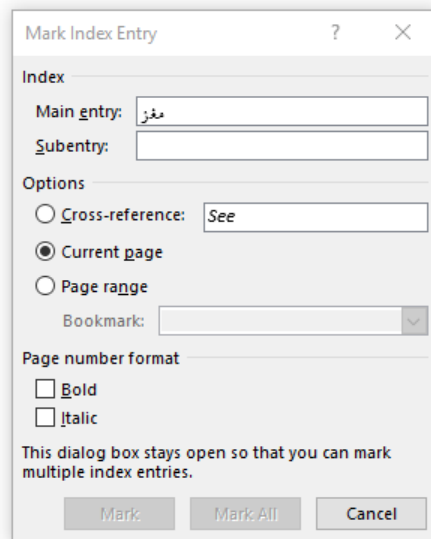 Mark Index Entry ? ×
Index
Main entry: مغز
Subentry:
Options
Cross-reference: See
Current page
Page range
Bookmark:
Page number format
Bold
Italic
This dialog box stays open so that you can mark
multiple index entries.
Mark Mark All Cancel